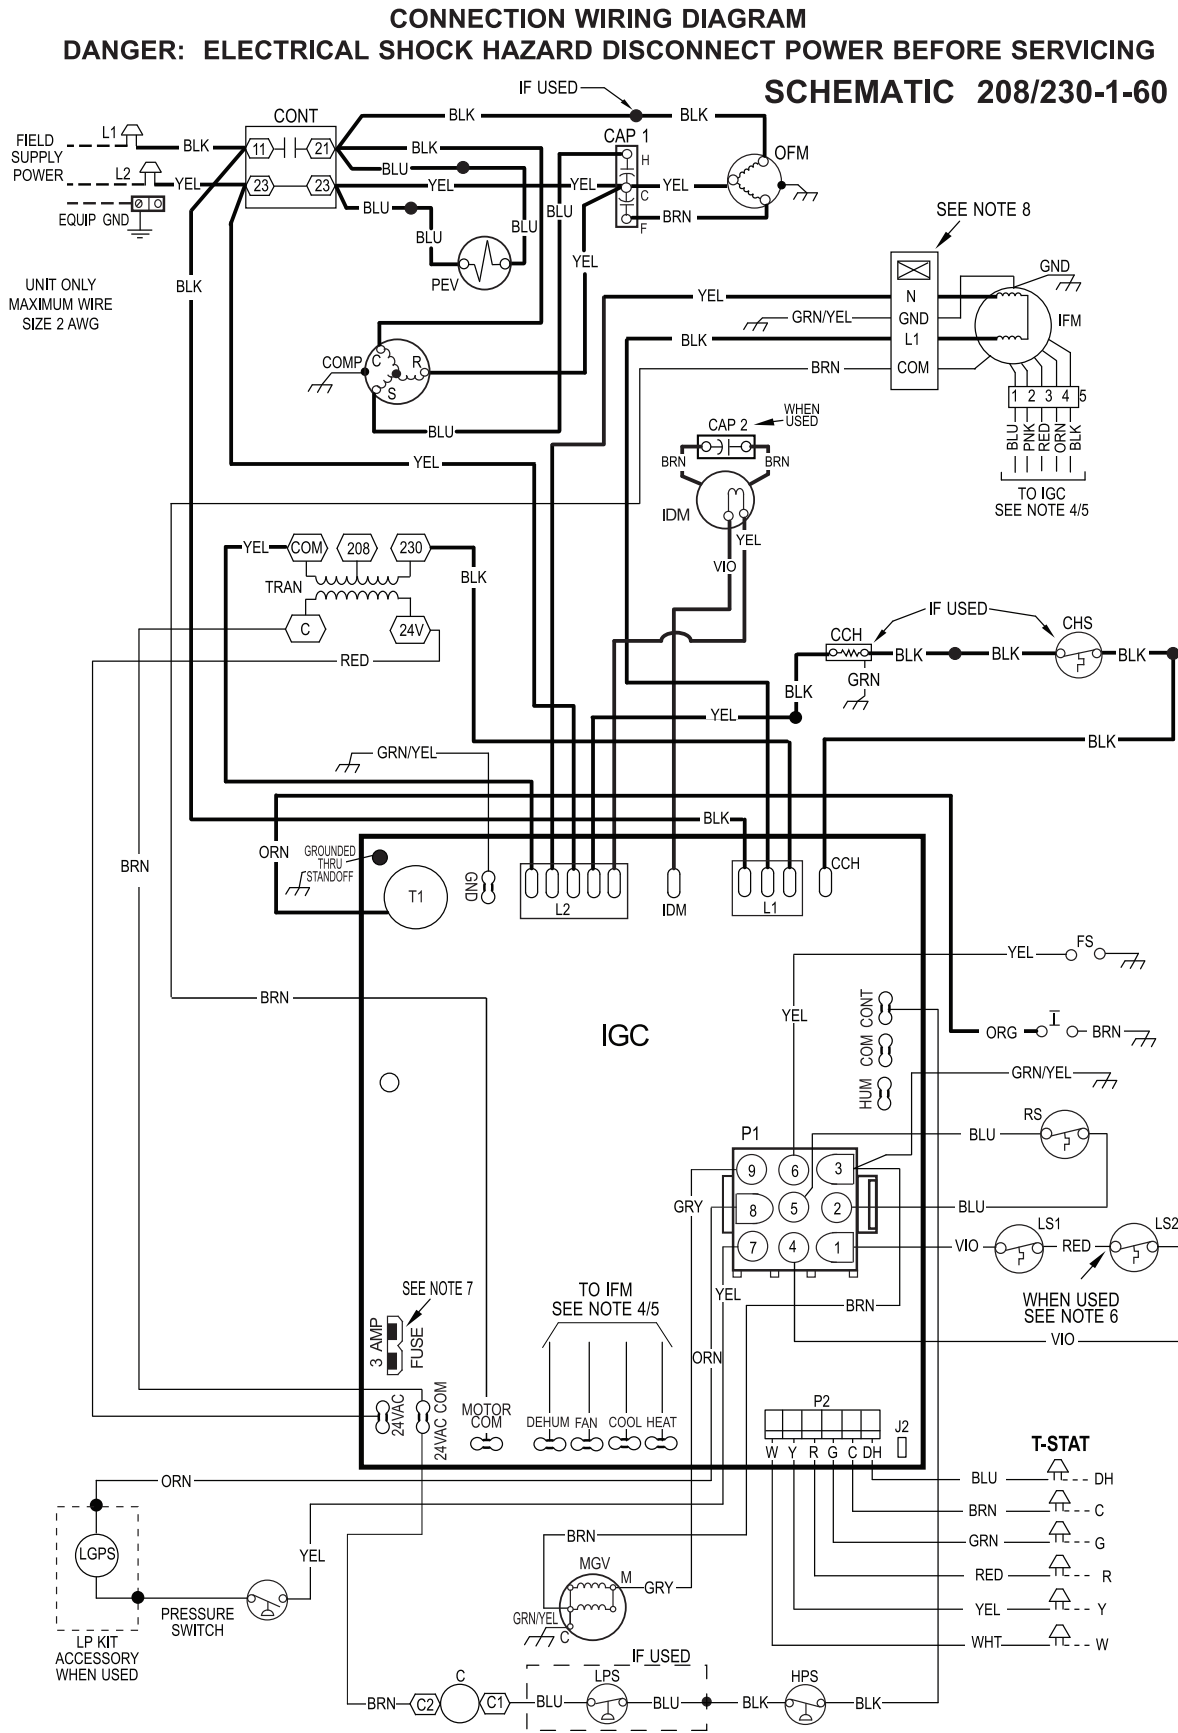 CONNECTION WIRING DIAGRAM
DANGER: ELECTRICAL SHOCK HAZARD DISCONNECT POWER BEFORE SERVICING
SCHEMATIC 208/230-1-60
IF USED
CONT
BLK
BLK
CAP 1
FIELD
SUPPLY
POWER
L1
BLK
11
21
BLK
H
OFM
BLU
L2
YEL
23
23
YEL
YEL
C
YEL
EQUIP GND
BLU
BLU
BLU
BLU
F
BRN
SEE NOTE 8
PEV
YEL
UNIT ONLY
MAXIMUM WIRE
SIZE 2 AWG
BLK
GND
YEL
N
GRN/YEL
GND
IFM
BLK
L1
COMP
C
R
S
BRN
COM
1 2 3 4 5
BLU
CAP 2
WHEN
USED
BLU
PNK
RED
ORN
BLK
YEL
BRN
BRN
IDM
TO IGC
SEE NOTE 4/5
YEL
COM
208
230
YEL
TRAN
BLK
VIO
C
24V
IF USED
CCH
CHS
RED
BLK
BLK
BLK
GRN
BLK
YEL
BLK
GRN/YEL
BLK
ORN
BRN
GROUNDED
THRU
STANDOFF
T1
GND
L2
IDM
L1
CCH
YEL
FS
BRN
YEL
CONT
IGC
ORG
I
BRN
COM
HUM
GRN/YEL
RS
P1
BLU
9
6
3
GRY
8
5
2
BLU
7
4
1
VIO
LS1
RED
LS2
SEE NOTE 7
TO IFM
SEE NOTE 4/5
YEL
BRN
WHEN USED
SEE NOTE 6
3 AMP
FUSE
VIO
ORN
24VAC
24VAC COM
MOTOR
COM
DEHUM
FAN
COOL
HEAT
P2
J2
W Y R G C DH
T-STAT
ORN
BLU
DH
BRN
C
LGPS
YEL
BRN
GRN
G
MGV
M
GRY
RED
R
PRESSURE
SWITCH
YEL
Y
GRN/YEL
C
LP KIT
ACCESSORY
WHEN USED
WHT
W
IF USED
C
LPS
HPS
BRN
C2
C1
BLU
BLU
BLK
BLK